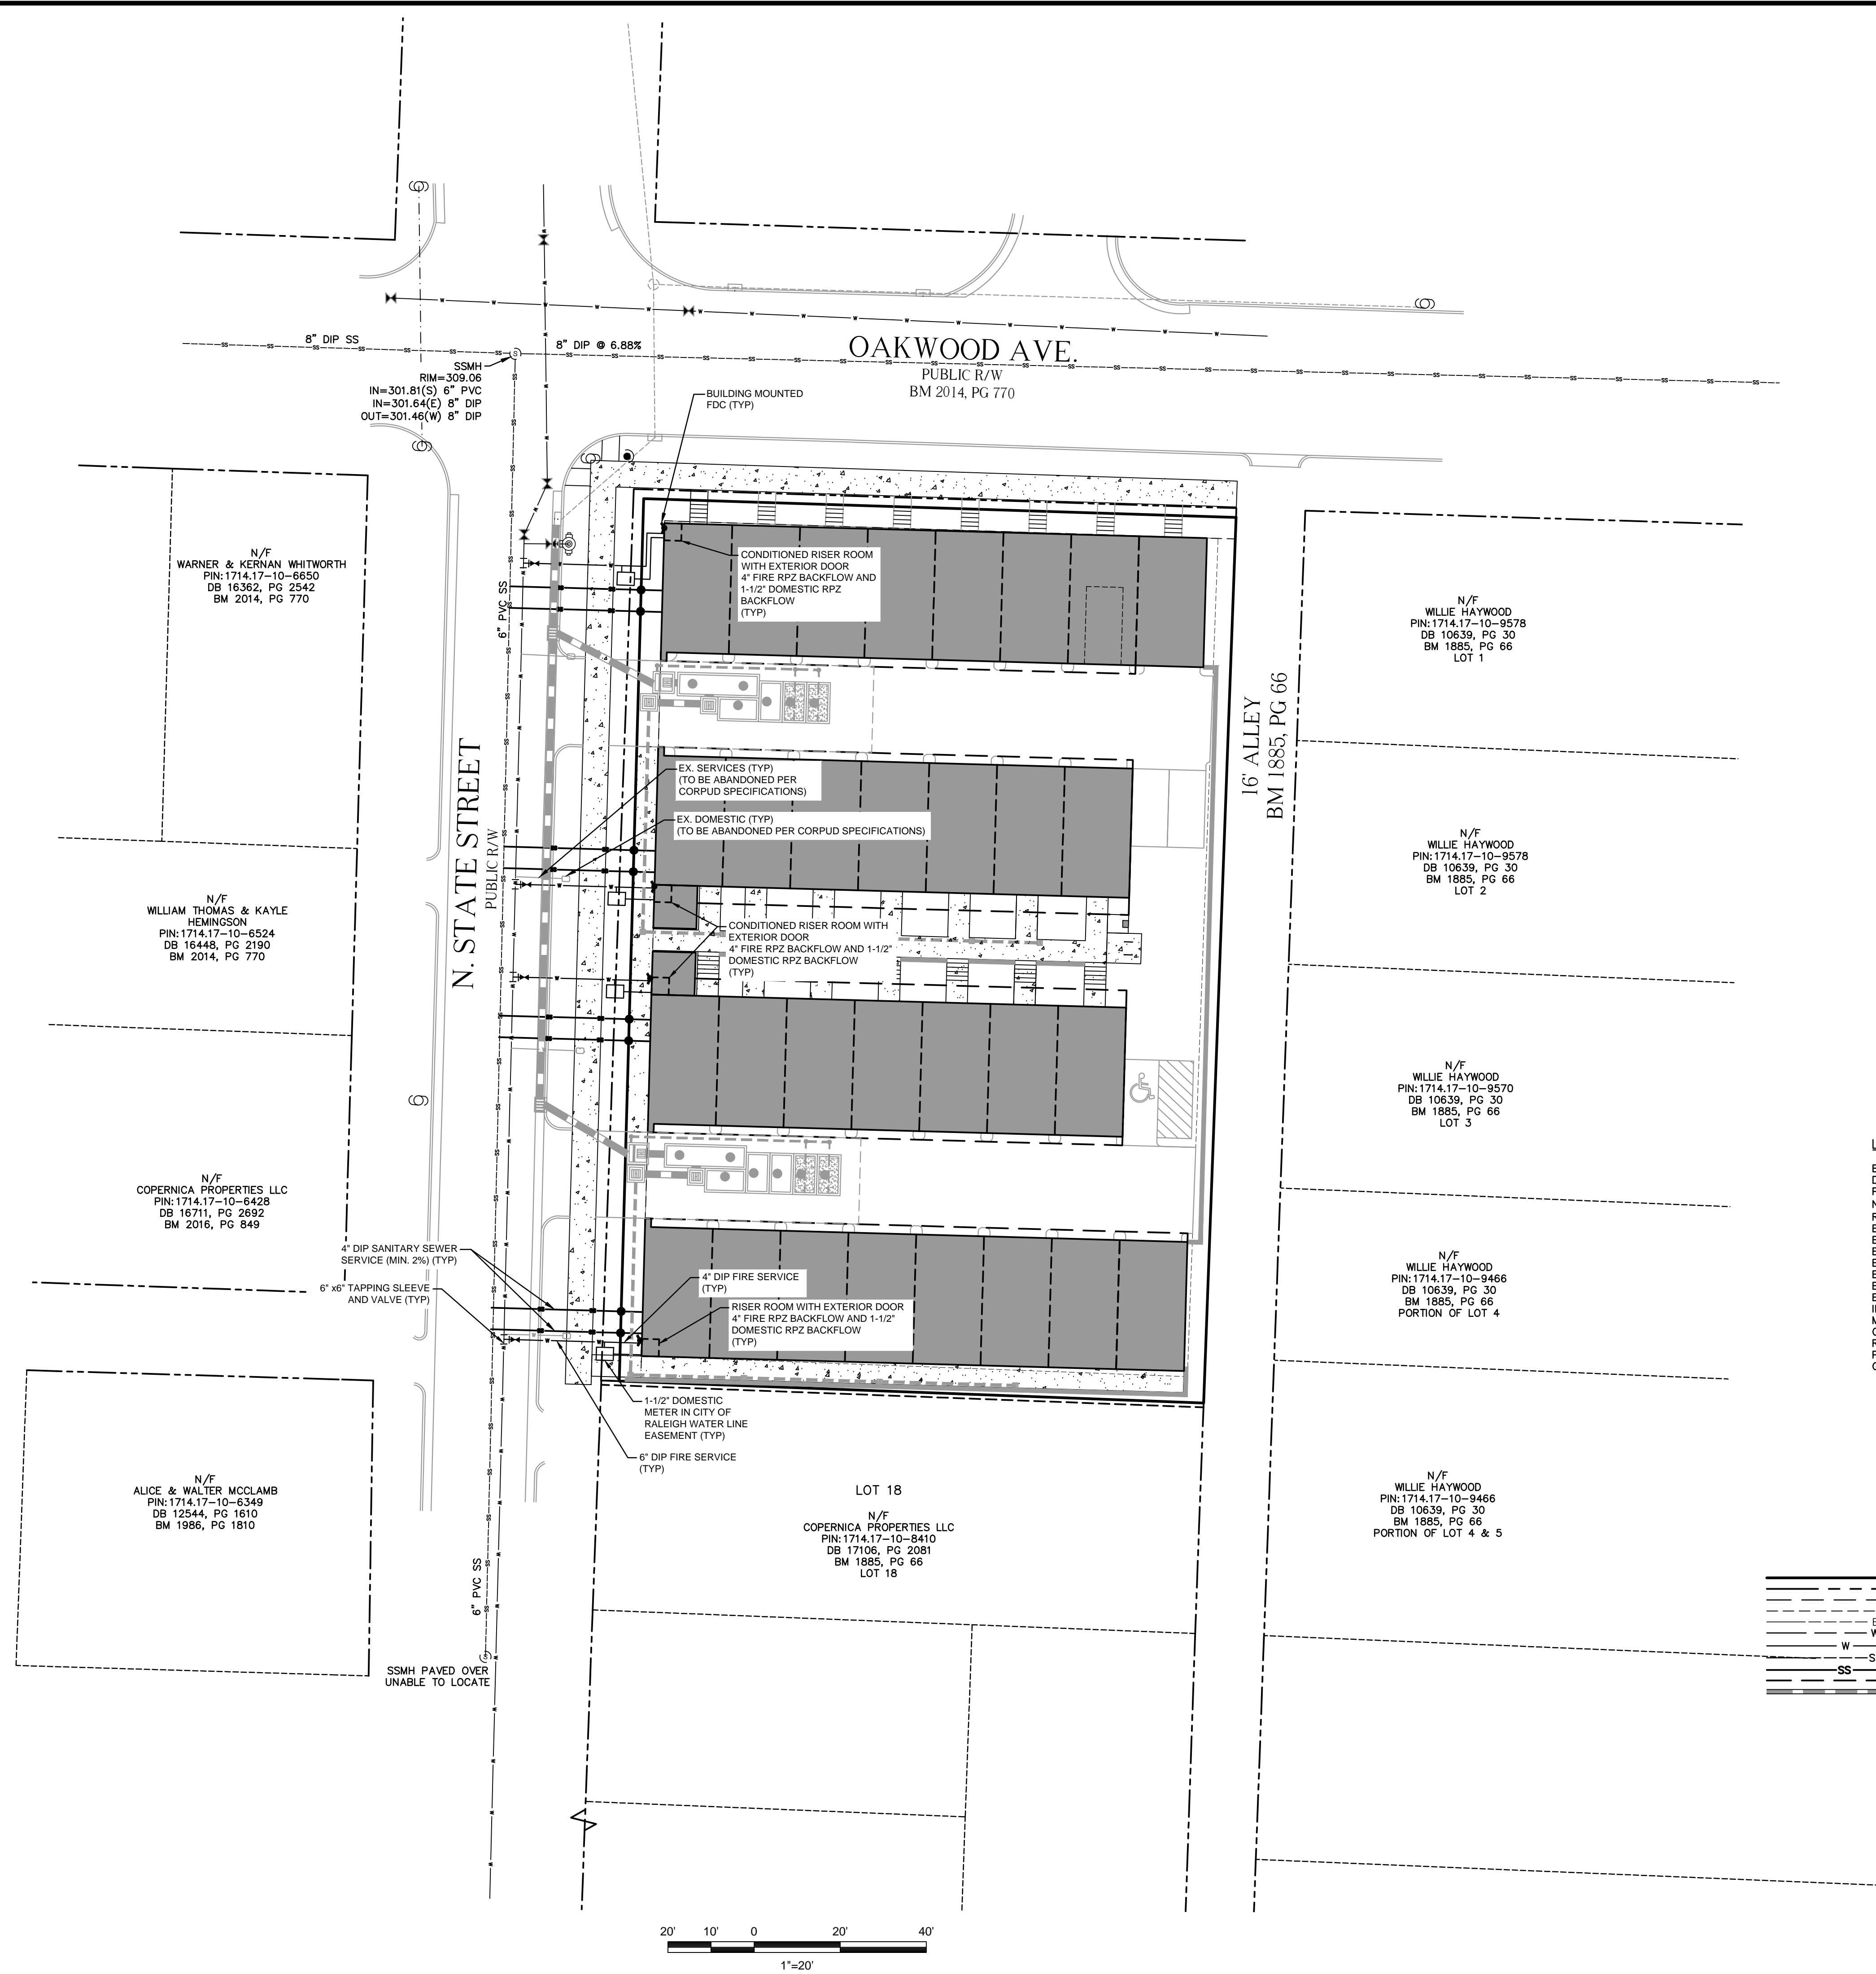 8" DIP SS
8" DIP @ 6.88%
OAKWOOD AVE.
PUBLIC R/W
BM 2014, PG 770
SSMH
RIM=309.06
IN=301.81(S) 6" PVC
IN=301.64(E) 8" DIP
OUT=301.46(W) 8" DIP
BUILDING MOUNTED
FDC (TYP)
N/F
WARNER & KERNAN WHITWORTH
PIN:1714.17-10-6650
DB 16362, PG 2542
BM 2014, PG 770
6" PVC SS
CONDITIONED RISER ROOM
WITH EXTERIOR DOOR
4" FIRE RPZ BACKFLOW AND
1-1/2" DOMESTIC RPZ
BACKFLOW
(TYP)
N/F
WILLIE HAYWOOD
PIN:1714.17-10-9578
DB 10639, PG 30
BM 1885, PG 66
LOT 1
N. STATE STREET
PUBLIC R/W
EX. SERVICES (TYP)
(TO BE ABANDONED PER
CORPUD SPECIFICATIONS)
EX. DOMESTIC (TYP)
(TO BE ABANDONED PER CORPUD SPECIFICATIONS)
16' ALLEY
BM 1885, PG 66
N/F
WILLIE HAYWOOD
PIN:1714.17-10-9578
DB 10639, PG 30
BM 1885, PG 66
LOT 2
N/F
WILLIAM THOMAS & KAYLE
HEMINGSON
PIN:1714.17-10-6524
DB 16448, PG 2190
BM 2014, PG 770
CONDITIONED RISER ROOM WITH
EXTERIOR DOOR
4" FIRE RPZ BACKFLOW AND 1-1/2"
DOMESTIC RPZ BACKFLOW
(TYP)
N/F
WILLIE HAYWOOD
PIN:1714.17-10-9570
DB 10639, PG 30
BM 1885, PG 66
LOT 3
N/F
COPERNICA PROPERTIES LLC
PIN:1714.17-10-6428
DB 16711, PG 2692
BM 2016, PG 849
4" DIP SANITARY SEWER
SERVICE (MIN. 2%) (TYP)
6" x6" TAPPING SLEEVE
AND VALVE (TYP)
4" DIP FIRE SERVICE
(TYP)
RISER ROOM WITH EXTERIOR DOOR
4" FIRE RPZ BACKFLOW AND 1-1/2"
DOMESTIC RPZ BACKFLOW
(TYP)
N/F
WILLIE HAYWOOD
PIN:1714.17-10-9466
DB 10639, PG 30
BM 1885, PG 66
PORTION OF LOT 4
1-1/2" DOMESTIC
METER IN CITY OF
RALEIGH WATER LINE
EASEMENT (TYP)
6" DIP FIRE SERVICE
(TYP)
N/F
ALICE & WALTER MCCLAMB
PIN:1714.17-10-6349
DB 12544, PG 1610
BM 1986, PG 1810
LOT 18
N/F
COPERNICA PROPERTIES LLC
PIN:1714.17-10-8410
DB 17106, PG 2081
BM 1885, PG 66
LOT 18
N/F
WILLIE HAYWOOD
PIN:1714.17-10-9466
DB 10639, PG 30
BM 1885, PG 66
PORTION OF LOT 4 & 5
6" PVC SS
SSMH PAVED OVER
UNABLE TO LOCATE
W
SS
20' 10' 0 20' 40'
1"=20'